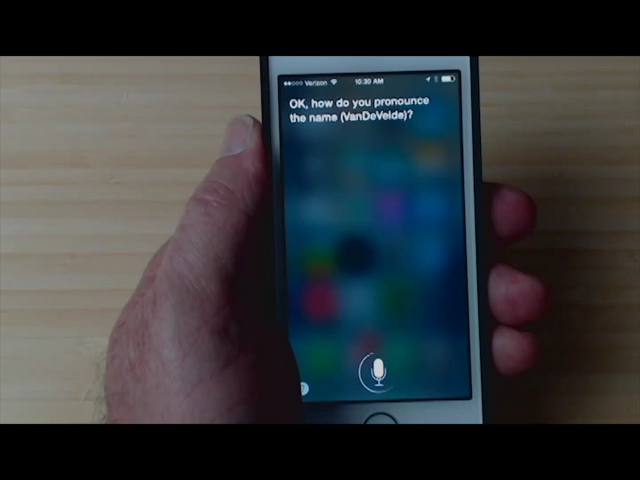 Verizon 10:30 AM
OK, how do you pronounce
the name (VanDeVelde)?